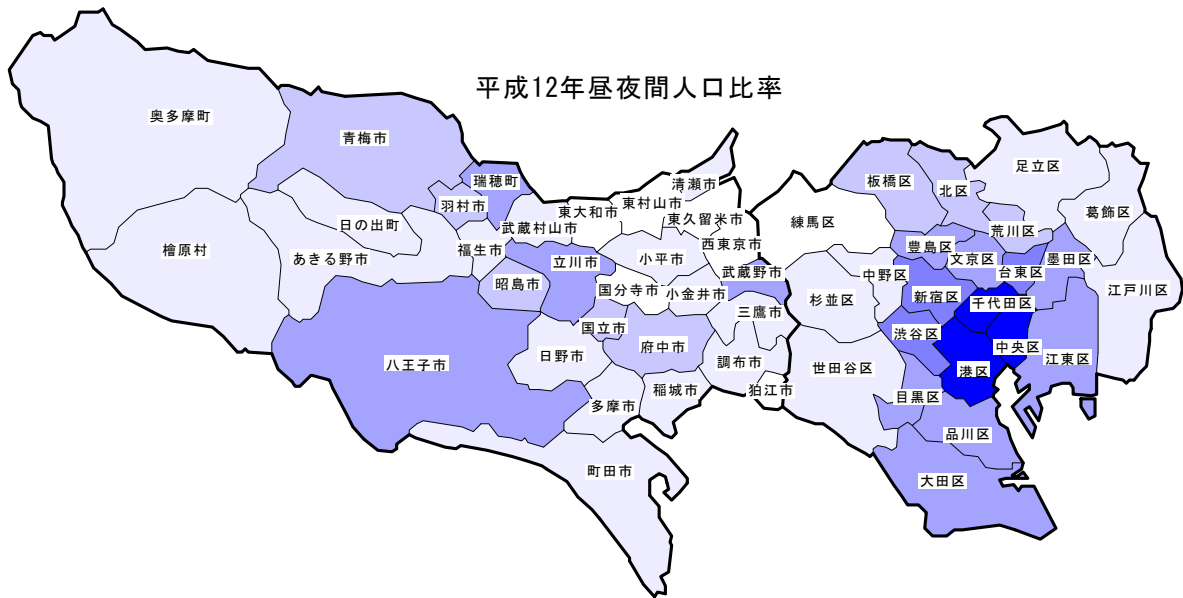 平成12年昼夜間人口比率
奥多摩町
青梅市
瑞穂町
羽村市
日の出町
檜原村
あきる野市
福生市
武蔵村山市
東大和市
東村山市
清瀬市
東久留米市
西東京市
昭島市
立川市
小平市
国分寺市
小金井市
武蔵野市
三鷹市
国立市
府中市
日野市
八王子市
調布市
狛江市
稲城市
多摩市
町田市
板橋区
北区
足立区
練馬区
荒川区
葛飾区
豊島区
文京区
台東区
墨田区
中野区
杉並区
新宿区
千代田区
江戸川区
渋谷区
中央区
江東区
世田谷区
港区
目黒区
品川区
大田区